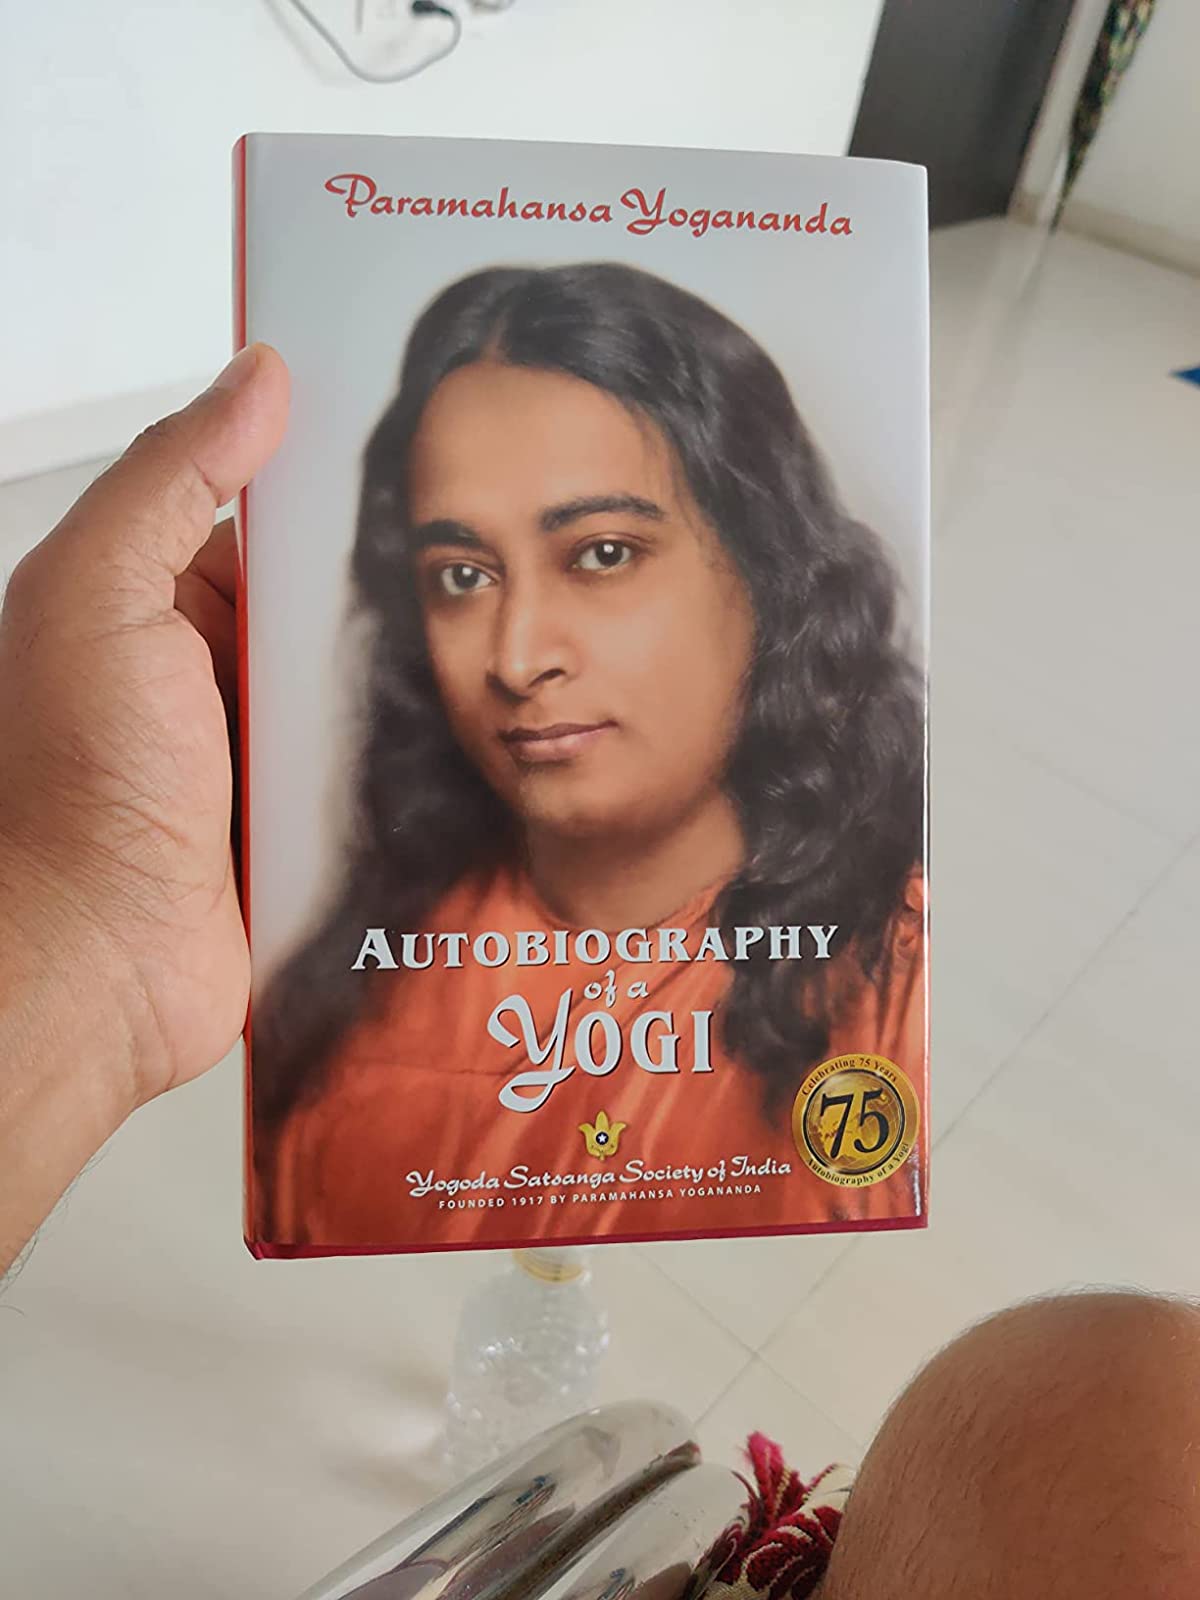 Paramahansa Yogananda
AUTOBIOGRAPHY
of a
YOGI
Yogoda Satsanga Society of India
FOUNDED 1917 BY PARAMAHANSA YOGANANDA
Celebrating 75 Years
75
Autobiography of a Yogi